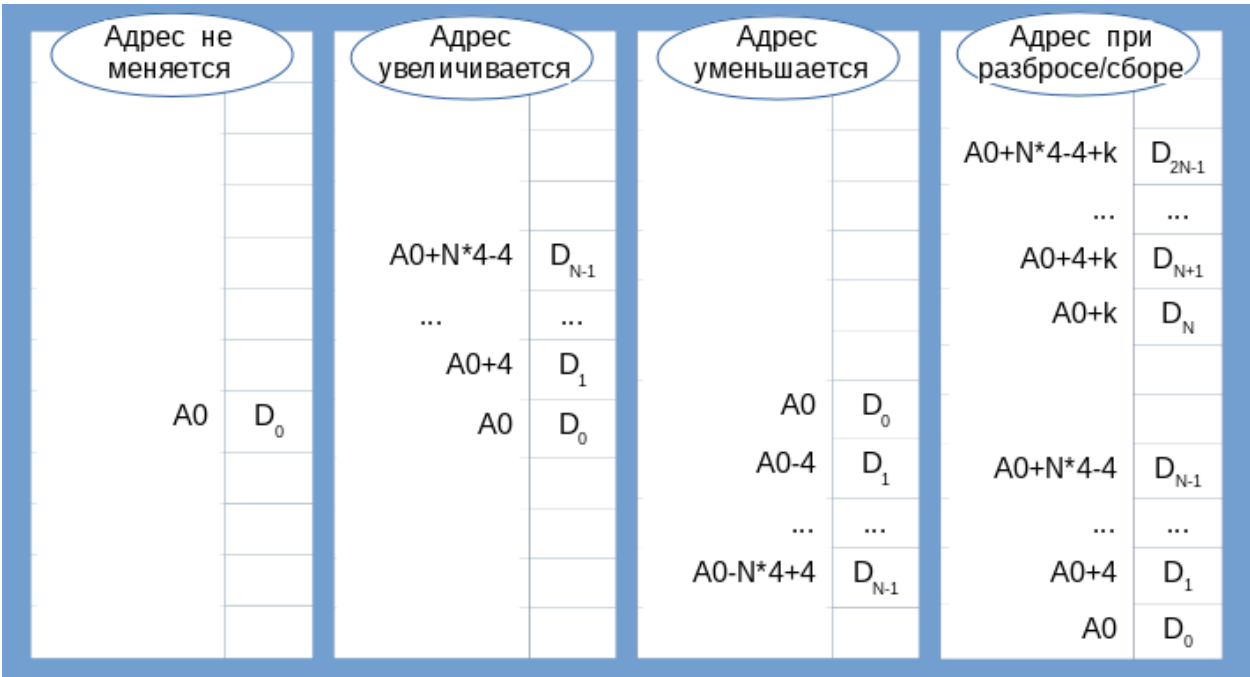 Адрес не
меняется
A0 D0
Адрес
увеличивается
A0+N*4-4 DN-1
... ...
A0+4 D1
A0 D0
Адрес
уменьшается
A0 D0
A0-4 D1
... ...
A0-N*4+4 DN-1
Адрес при
разбросе/сборе
A0+N*4-4+k D2N-1
... ...
A0+4+k DN+1
A0+k DN
A0+N*4-4 DN-1
... ...
A0+4 D1
A0 D0